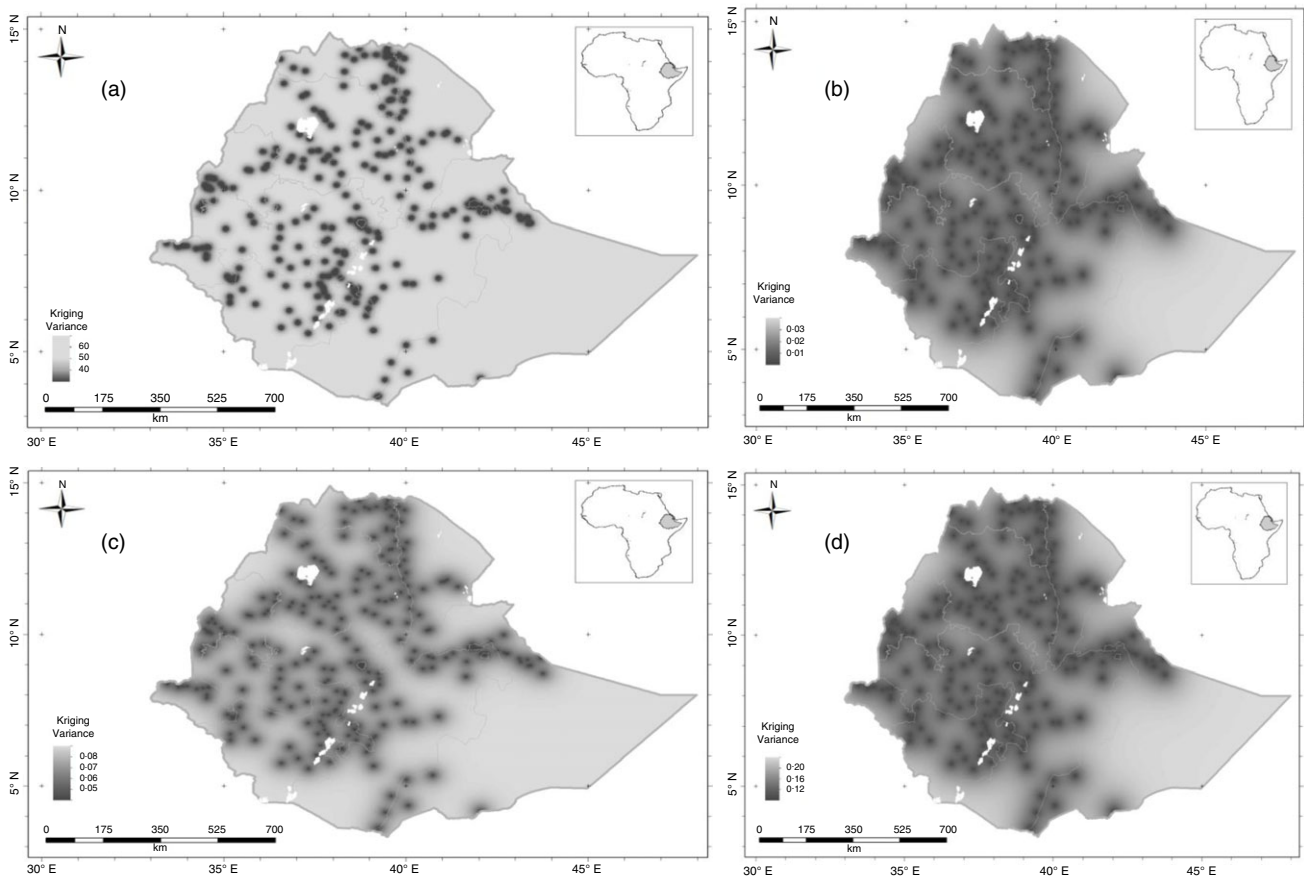 15° N
N
(a)
10° N
Kriging
Variance
60
50
40
5° N
0 175 350 525 700
km
30° E 35° E 40° E 45° E
15° N
N
(b)
10° N
Kriging
Variance
0·03
0·02
0·01
5° N
0 175 350 525 700
km
30° E 35° E 40° E 45° E
15° N
N
(c)
10° N
Kriging
Variance
0·08
0·07
0·06
0·05
5° N
0 175 350 525 700
km
30° E 35° E 40° E 45° E
15° N
N
(d)
10° N
Kriging
Variance
0·20
0·16
0·12
5° N
0 175 350 525 700
km
30° E 35° E 40° E 45° E